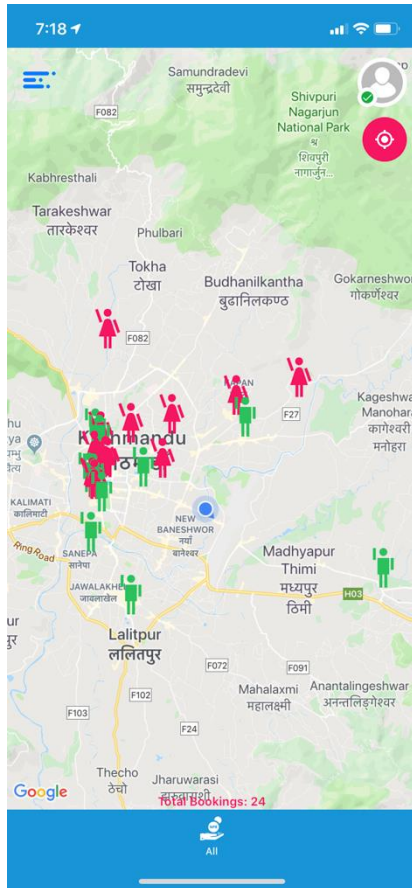 7:18
Samundradevi
समुन्द्रदेवी
Shivpuri
Nagarjun
National Park
शिवपुरी
नागार्जुन...
F082
Kabhresthali
Tarakeshwar
तारकेश्वर
Phulbari
Tokha
टोखा
Budhanilkantha
बुढानिलकण्ठ
Gokarneshwo
गोकर्णेश्वर
F082
F27
Kageshwa
Manohar
कागेश्वरी
मनोहरा
KALIMATI
कालिमाटी
NEW
BANESHWOR
नयाँ
बानेश्वर
Ring Road
SANEPA
सानेपा
Madhyapur
Thimi
मध्यपुर
ठिमी
JAWALAKHEL
जावलाखेल
H03
Lalitpur
ललितपुर
F072
F091
F102
Mahalaxmi
महालक्ष्मी
Anantalingeshwar
अनन्तलिङ्गेश्वर
F103
F24
Thecho
ठेचो
Jharuwarasi
Google
Total Bookings: 24
All